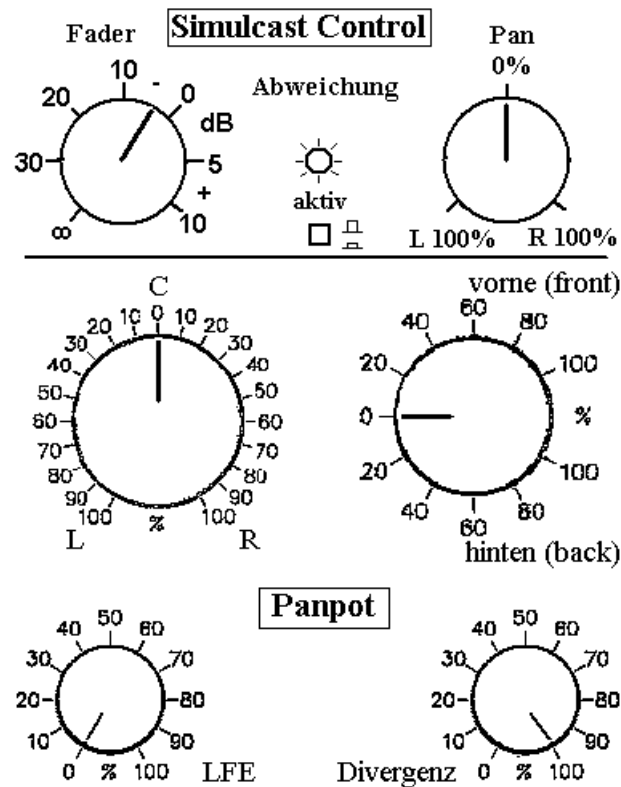 Fader Simulcast Control Pan
10 - 0 0%
20 dB Abweichung
30 5
+ aktiv
∞ 10 L 100% R 100%
C vorne (front)
0 60
10 10 40 80
20 20
30 30 20 100
40 40
50 50
60 60 0 %
70 70
80 80 20 100
90 90
100 % 100 40 80
L R 60
hinten (back)
Panpot
50 50
40 60 40 60
30 70 30 70
20 80 20 80
10 90 10 90
0 % 100 LFE Divergenz 0 % 100